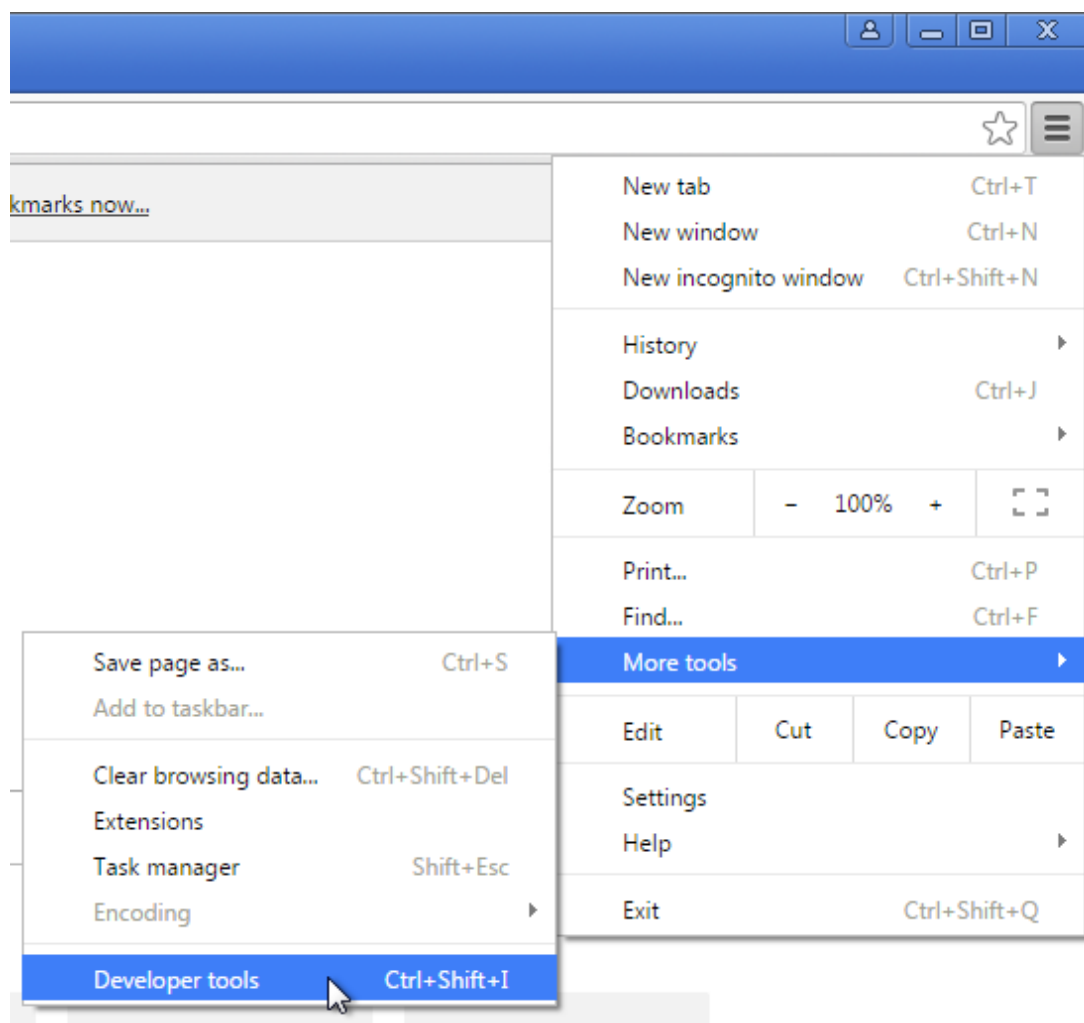 kmarks now...
New tab Ctrl+T
New window Ctrl+N
New incognito window Ctrl+Shift+N
History
Downloads Ctrl+J
Bookmarks
Zoom – 100% +
Print... Ctrl+P
Find... Ctrl+F
More tools
Edit Cut Copy Paste
Settings
Help
Exit Ctrl+Shift+Q
Save page as... Ctrl+S
Add to taskbar...
Clear browsing data... Ctrl+Shift+Del
Extensions
Task manager Shift+Esc
Encoding
Developer tools Ctrl+Shift+I